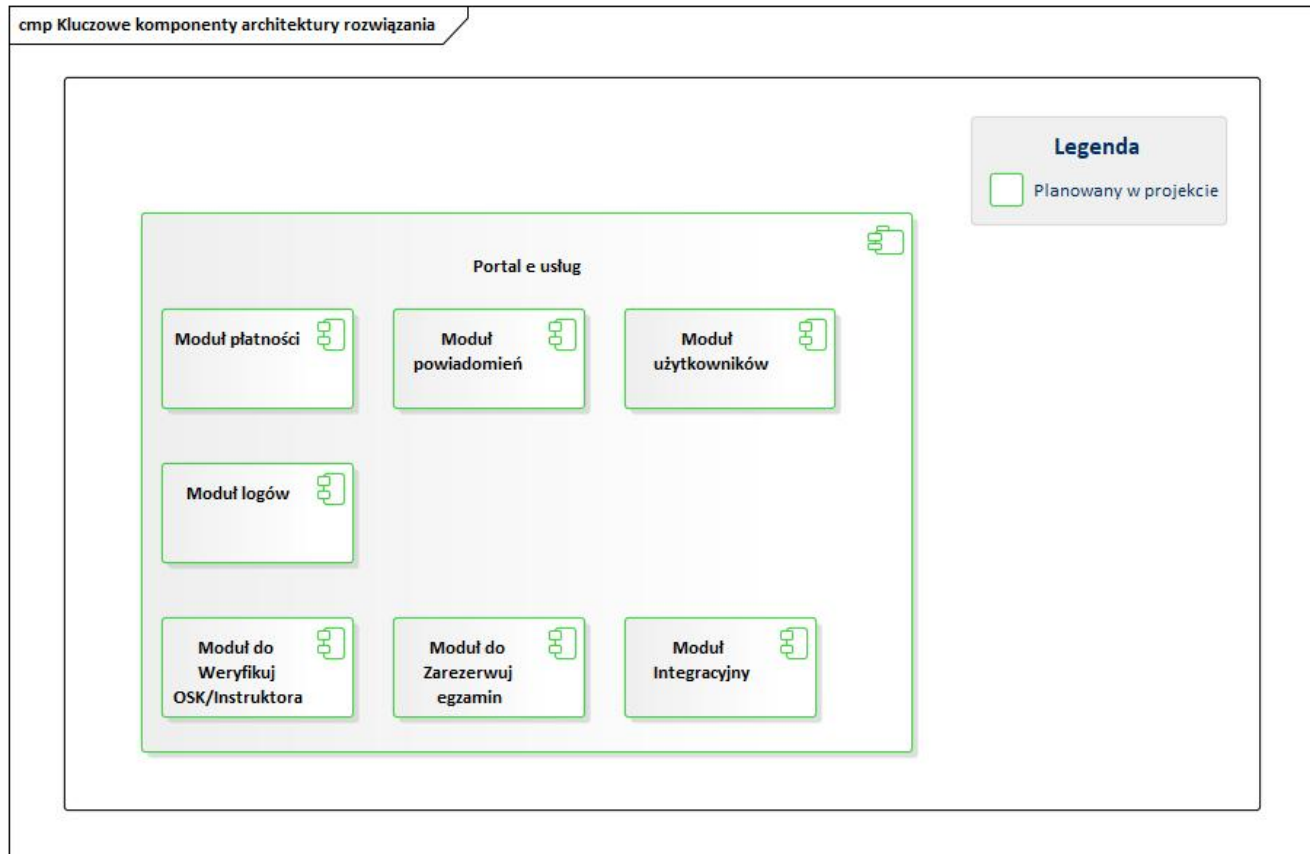 cmp Kluczowe komponenty architektury rozwiązania
Legenda
Planowany w projekcie
Portal e usług
Moduł płatności
Moduł
powiadomień
Moduł
użytkowników
Moduł logów
Moduł do
Weryfikuj
OSK/Instruktora
Moduł do
Zarezerwuj
egzamin
Moduł
Integracyjny